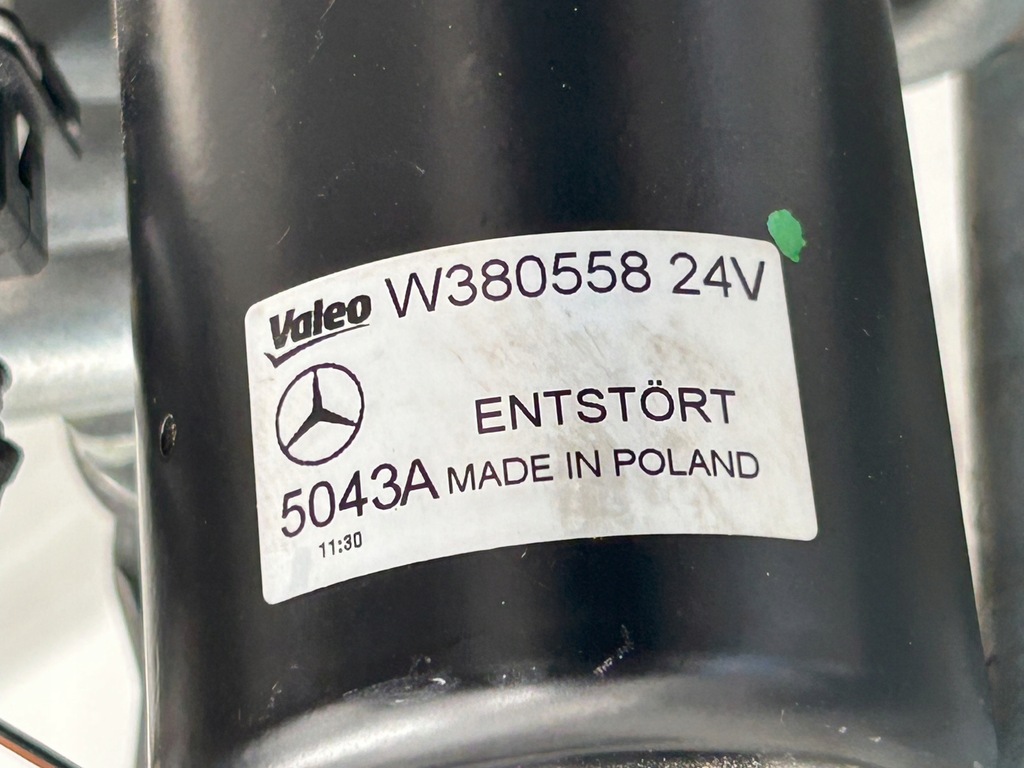 Valeo W380558 24V
ENTSTÖRT
5043A MADE IN POLAND
11:30